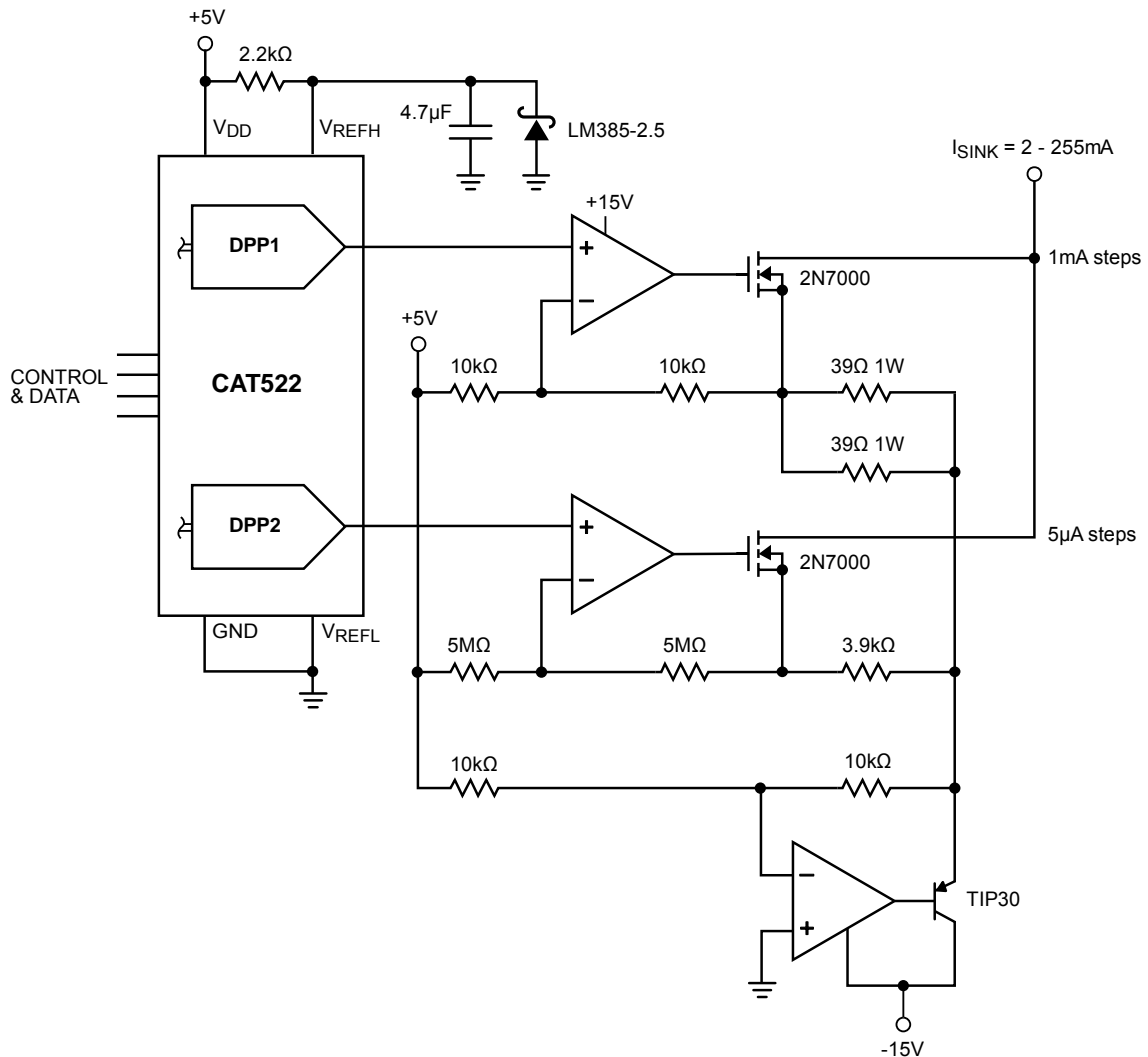 +5V
2.2kΩ
VDD
VREFH
4.7µF
LM385-2.5
ISINK = 2 - 255mA
+15V
DPP1
+
−
2N7000
1mA steps
+5V
10kΩ
10kΩ
39Ω 1W
CONTROL
& DATA
CAT522
39Ω 1W
DPP2
+
−
2N7000
5µA steps
GND
VREFL
5MΩ
5MΩ
3.9kΩ
10kΩ
10kΩ
−
+
TIP30
-15V